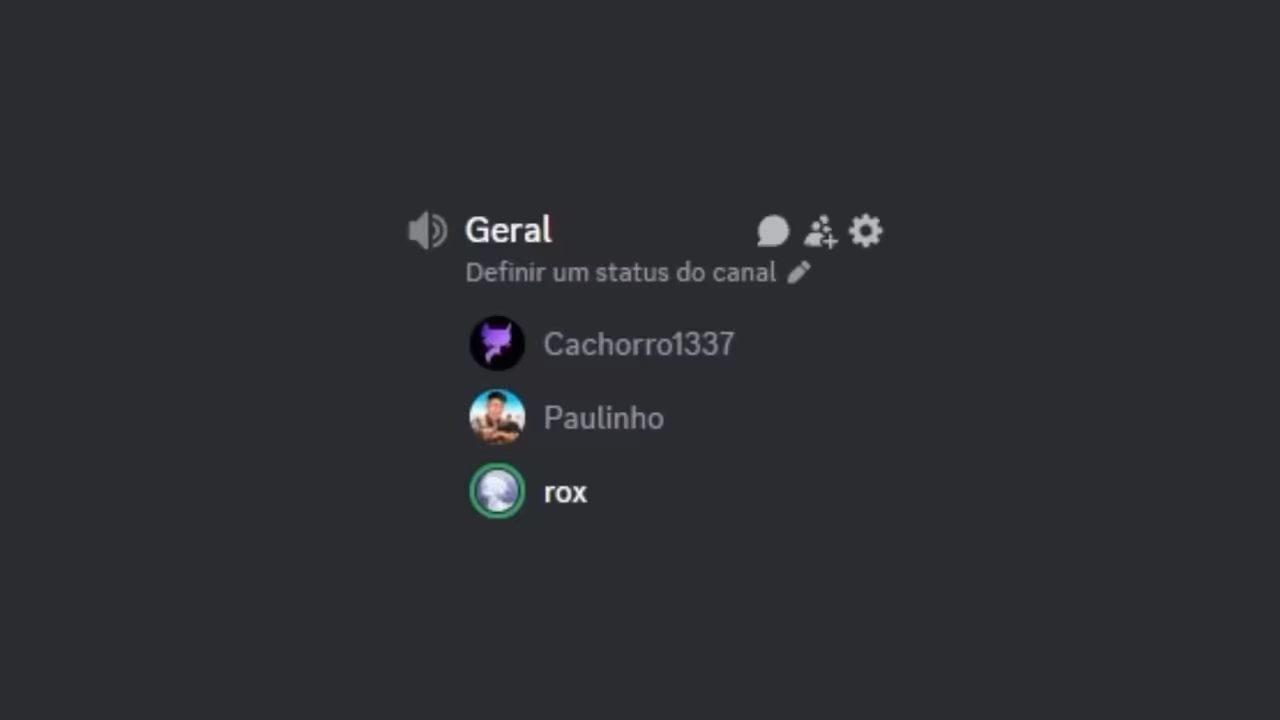 Geral
Definir um status do canal
Cachorro1337
Paulinho
rox